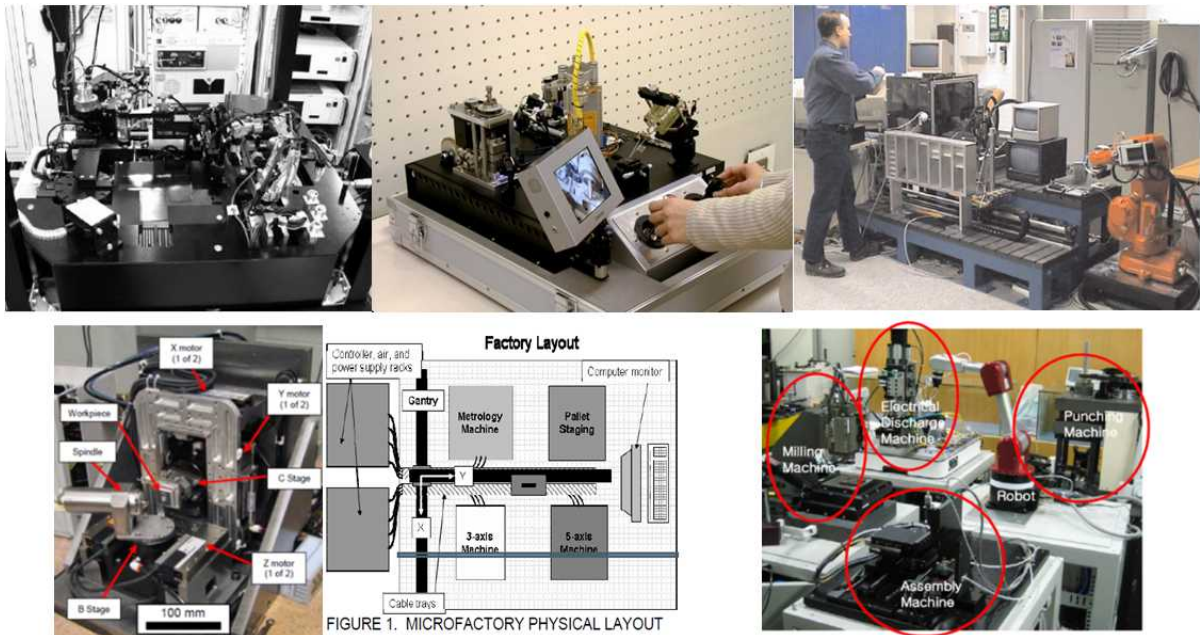 X motor
(1 of 2)
Workpiece
Spindle
Y motor
(1 of 2)
C Stage
Z motor
(1 of 2)
B Stage
100 mm
Factory Layout
Controller, air, and
power supply racks
Gantry
Metrology
Machine
Pallet
Staging
Computer monitor
Y
X
3-axis
Machine
5-axis
Machine
Cable trays
FIGURE 1. MICROFACTORY PHYSICAL LAYOUT
Electrical
Discharge
Machine
Punching
Machine
Milling
Machine
Robot
Assembly
Machine